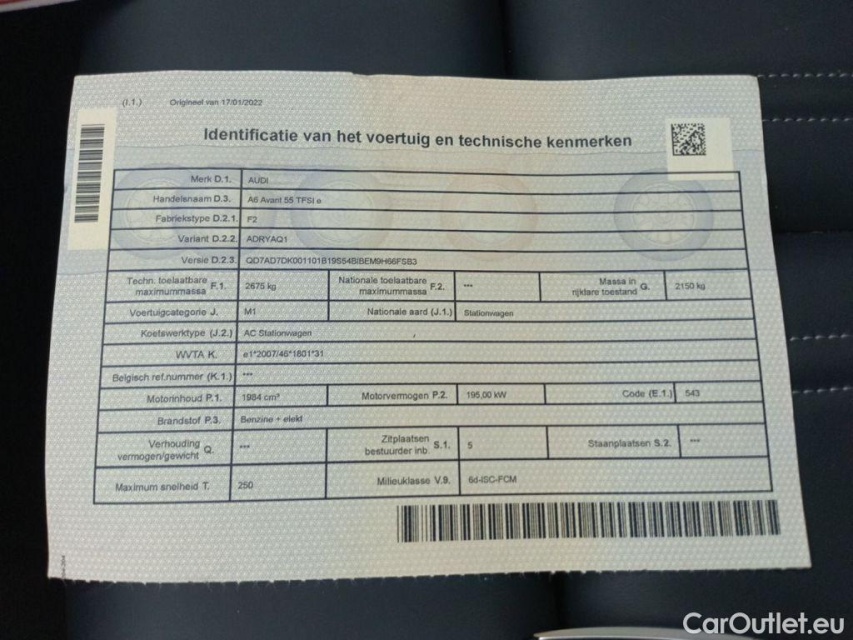 (I.1.) Origineel van 17/01/2022
Identificatie van het voertuig en technische kenmerken
Merk D.1. AUDI
Handelsnaam D.3. A6 Avant 55 TFSI e
Fabriekstype D.2.1. F2
Variant D.2.2. ADRYAQ1
Versie D.2.3. QD7AD7DK001101B19S54BIBEM9H66FSB3
Techn. toelaatbare maximummassa F.1. 2675 kg Nationale toelaatbare maximummassa F.2. *** Massa in rijklare toestand G. 2150 kg
Voertuigcategorie J. M1 Nationale aard (J.1.) Stationwagen
Koetswerktype (J.2.) AC Stationwagen
WVTA K. e1*2007/46*1801*31
Belgisch ref.nummer (K.1.) ***
Motorinhoud P.1. 1984 cm³ Motorvermogen P.2. 195,00 kW Code (E.1.) 543
Brandstof P.3. Benzine + elekt
Verhouding vermogen/gewicht Q. *** Zitplaatsen bestuurder inb. S.1. 5 Staanplaatsen S.2. ***
Maximum snelheid T. 250 Milieuklasse V.9. 6d-ISC-FCM
CarOutlet.eu